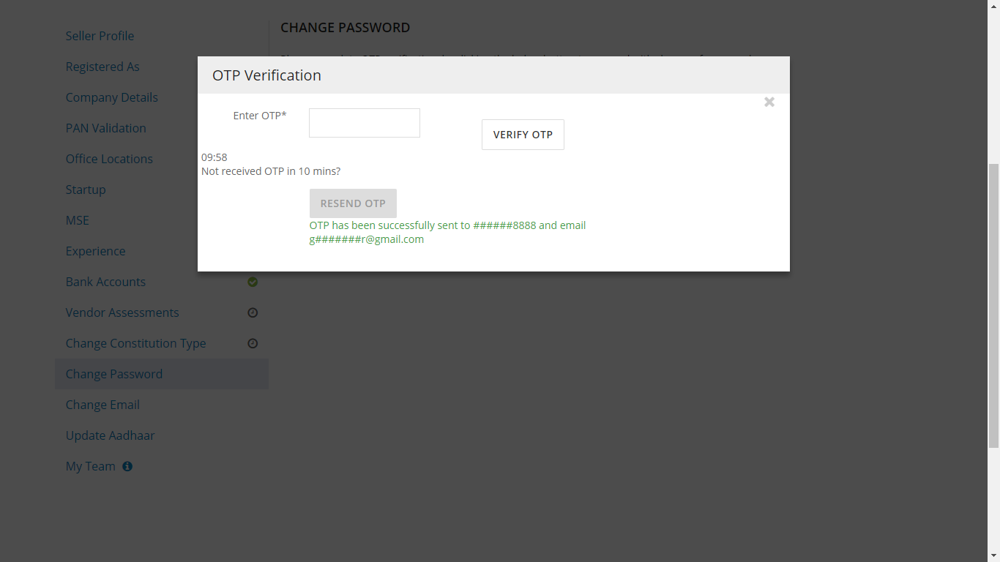 CHANGE PASSWORD
Seller Profile
Registered As
Company Details
PAN Validation
Office Locations
Startup
MSE
Experience
Bank Accounts
Vendor Assessments
Change Constitution Type
Change Password
Change Email
Update Aadhaar
My Team
OTP Verification
Enter OTP*
VERIFY OTP
09:58
Not received OTP in 10 mins?
RESEND OTP
OTP has been successfully sent to ######8888 and email
g#######r@gmail.com